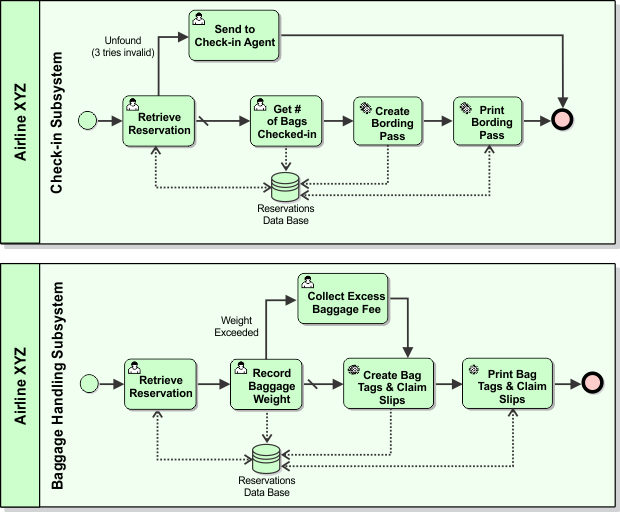 Airline XYZ
Check-in Subsystem
Unfound
(3 tries invalid)
Send to
Check-in Agent
Retrieve
Reservation
Get #
of Bags
Checked-in
Create
Bording
Pass
Print
Bording
Pass
Reservations
Data Base
Airline XYZ
Baggage Handling Subsystem
Weight
Exceeded
Collect Excess
Baggage Fee
Retrieve
Reservation
Record
Baggage
Weight
Create Bag
Tags & Claim
Slips
Print Bag
Tags & Claim
Slips
Reservations
Data Base